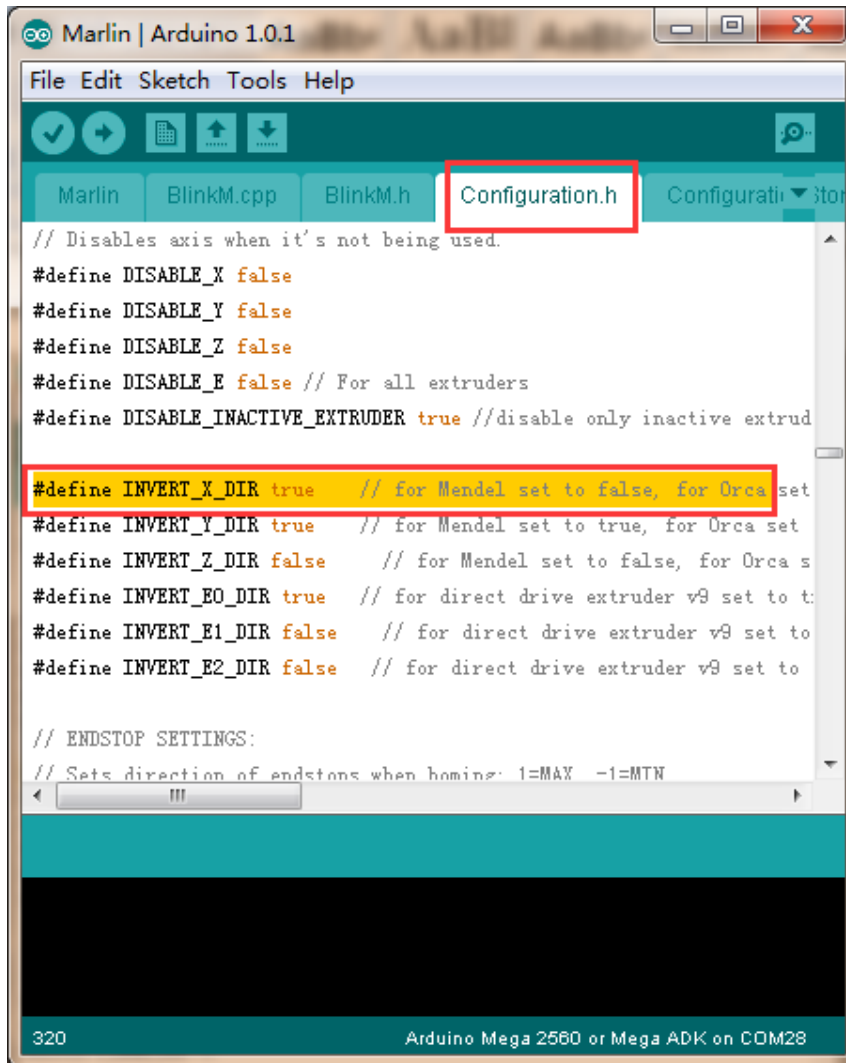 Marlin | Arduino 1.0.1
File Edit Sketch Tools Help
Marlin BlinkM.cpp BlinkM.h Configuration.h Configurati Stor
// Disables axis when it's not being used.
#define DISABLE_X false
#define DISABLE_Y false
#define DISABLE_Z false
#define DISABLE_E false // For all extruders
#define DISABLE_INACTIVE_EXTRUDER true //disable only inactive extrud
#define INVERT_X_DIR true // for Mendel set to false, for Orca set
#define INVERT_Y_DIR true // for Mendel set to true, for Orca set
#define INVERT_Z_DIR false // for Mendel set to false, for Orca s
#define INVERT_E0_DIR true // for direct drive extruder v9 set to t
#define INVERT_E1_DIR false // for direct drive extruder v9 set to
#define INVERT_E2_DIR false // for direct drive extruder v9 set to
// ENDSTOP SETTINGS:
// Sets direction of endstops when homing; 1=MAX, -1=MIN
320 Arduino Mega 2560 or Mega ADK on COM28